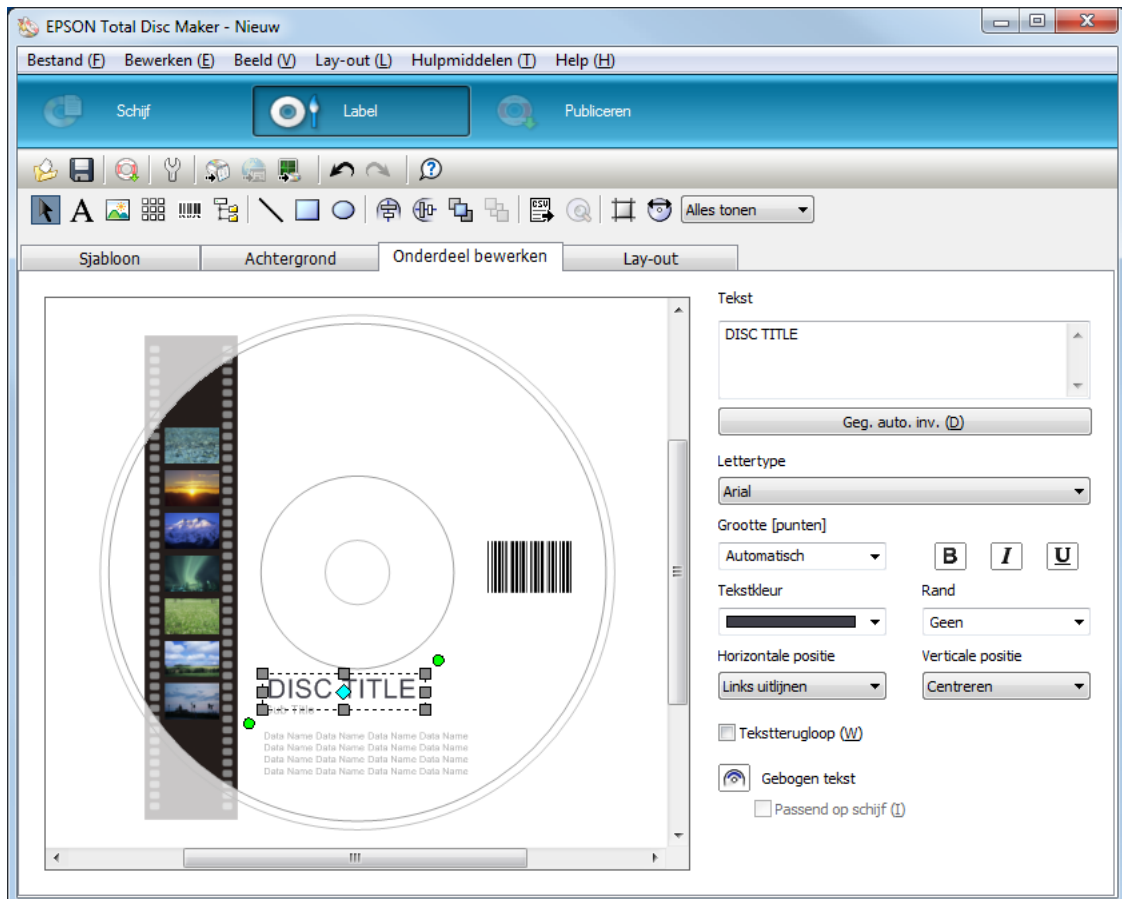 EPSON Total Disc Maker - Nieuw
Bestand (F) Bewerken (E) Beeld (V) Lay-out (L) Hulpmiddelen (T) Help (H)
Schijf Label Publiceren
A CSV Alles tonen
Sjabloon Achtergrond Onderdeel bewerken Lay-out
Tekst
DISC TITLE
Geg. auto. inv. (D)
Lettertype
Arial
Grootte [punten]
Automatisch B I U
Tekstkleur Rand
Geen
Horizontale positie Verticale positie
Links uitlijnen Centreren
Tekstterugloop (W)
Gebogen tekst
Passend op schijf (I)
DISC TITLE
Sub Title
Data Name Data Name Data Name Data Name
Data Name Data Name Data Name Data Name
Data Name Data Name Data Name Data Name
Data Name Data Name Data Name Data Name